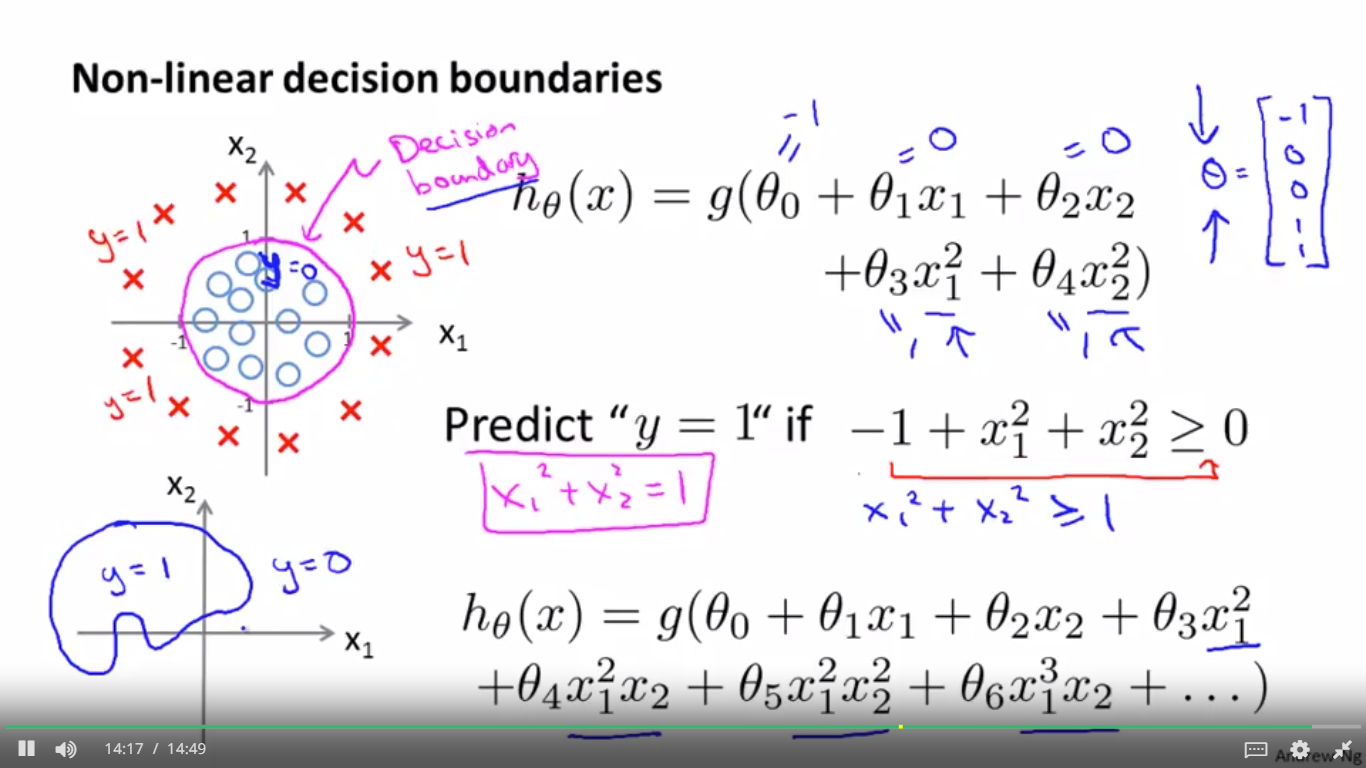 Non-linear decision boundaries
x₂
Decision
boundary
-1
= 0
= 0
hθ(x) = g(θ₀ + θ₁x₁ + θ₂x₂
+θ₃x₁² + θ₄x₂²)
θ =
-1
0
0
1
1
y=1
y=1
1
y=0
-1
1
x₁
-1
y=1
"1
"1
Predict “y = 1“ if −1 + x₁² + x₂² ≥ 0
x₁² + x₂² = 1
x₁² + x₂² ≥ 1
x₂
y = 1
y = 0
x₁
hθ(x) = g(θ₀ + θ₁x₁ + θ₂x₂ + θ₃x₁²
+θ₄x₁²x₂ + θ₅x₁²x₂² + θ₆x₁³x₂ + … )
14:17 / 14:49
Andrew Ng